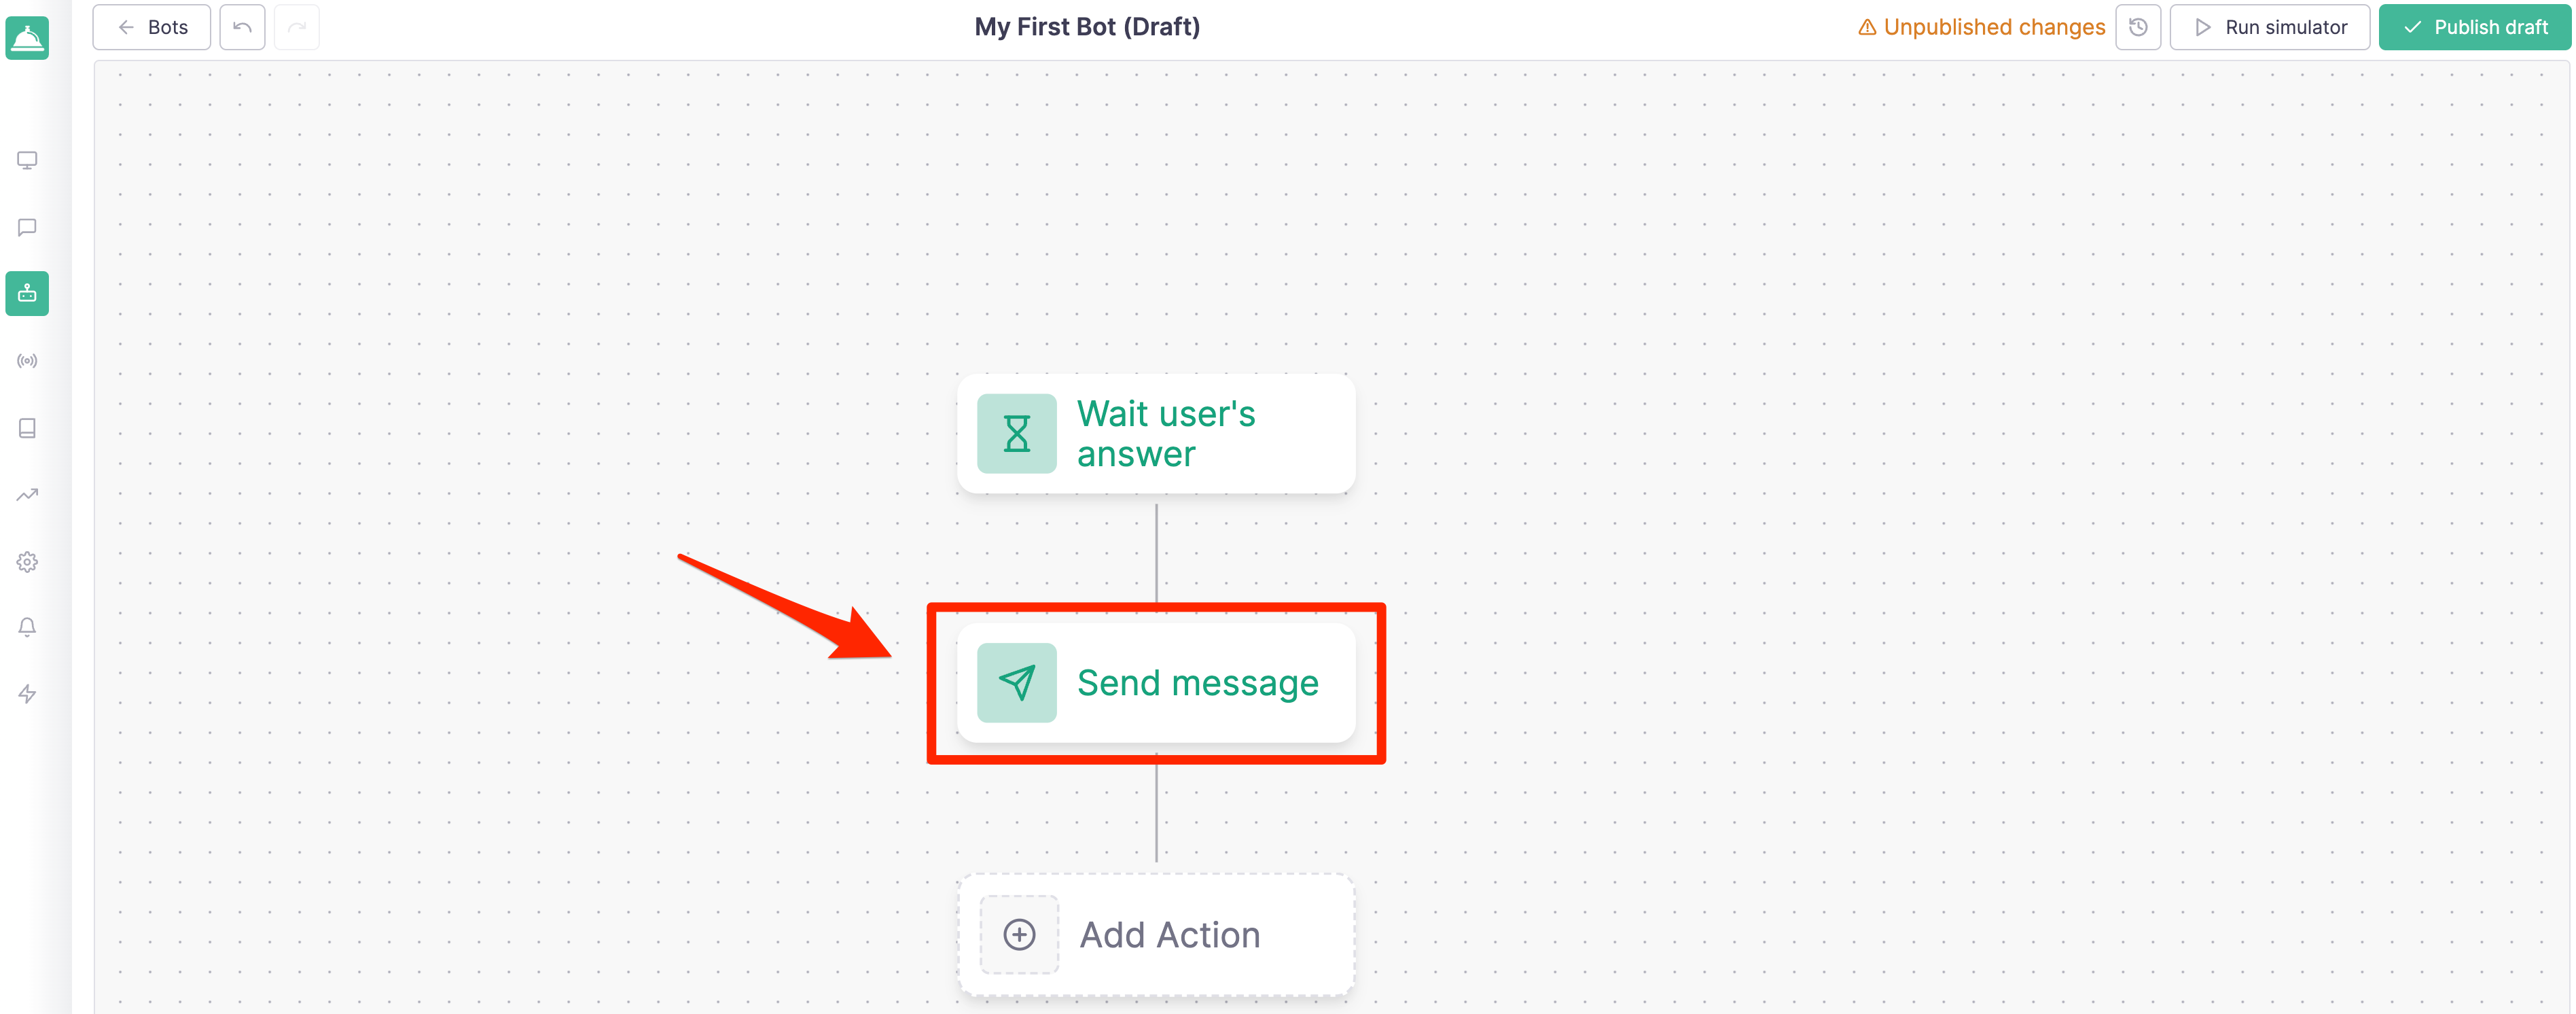 Bots
My First Bot (Draft)
Unpublished changes
Run simulator
Publish draft
Wait user's
answer
Send message
Add Action